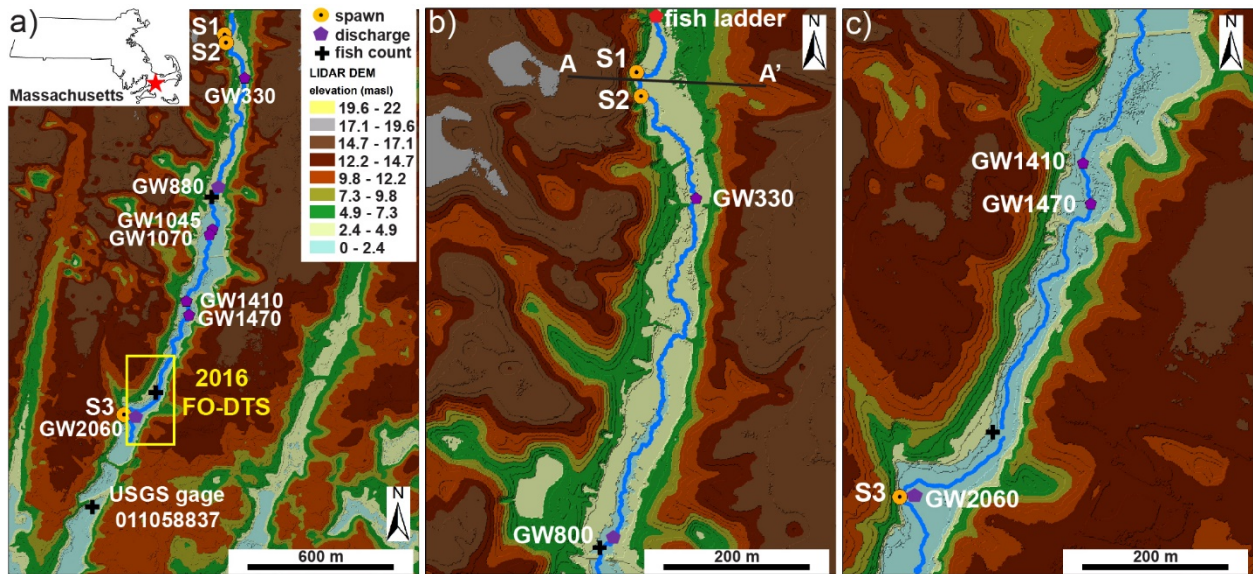 a)
Massachusetts
spawn
discharge
fish count
LIDAR DEM
elevation (masl)
19.6 - 22
17.1 - 19.6
14.7 - 17.1
12.2 - 14.7
9.8 - 12.2
7.3 - 9.8
4.9 - 7.3
2.4 - 4.9
0 - 2.4
S1
S2
GW330
GW880
GW1045
GW1070
GW1410
GW1470
2016
FO-DTS
S3
GW2060
USGS gage
011058837
N
600 m
b)
fish ladder
N
S1
A
A'
S2
GW330
GW800
200 m
c)
N
GW1410
GW1470
S3
GW2060
200 m